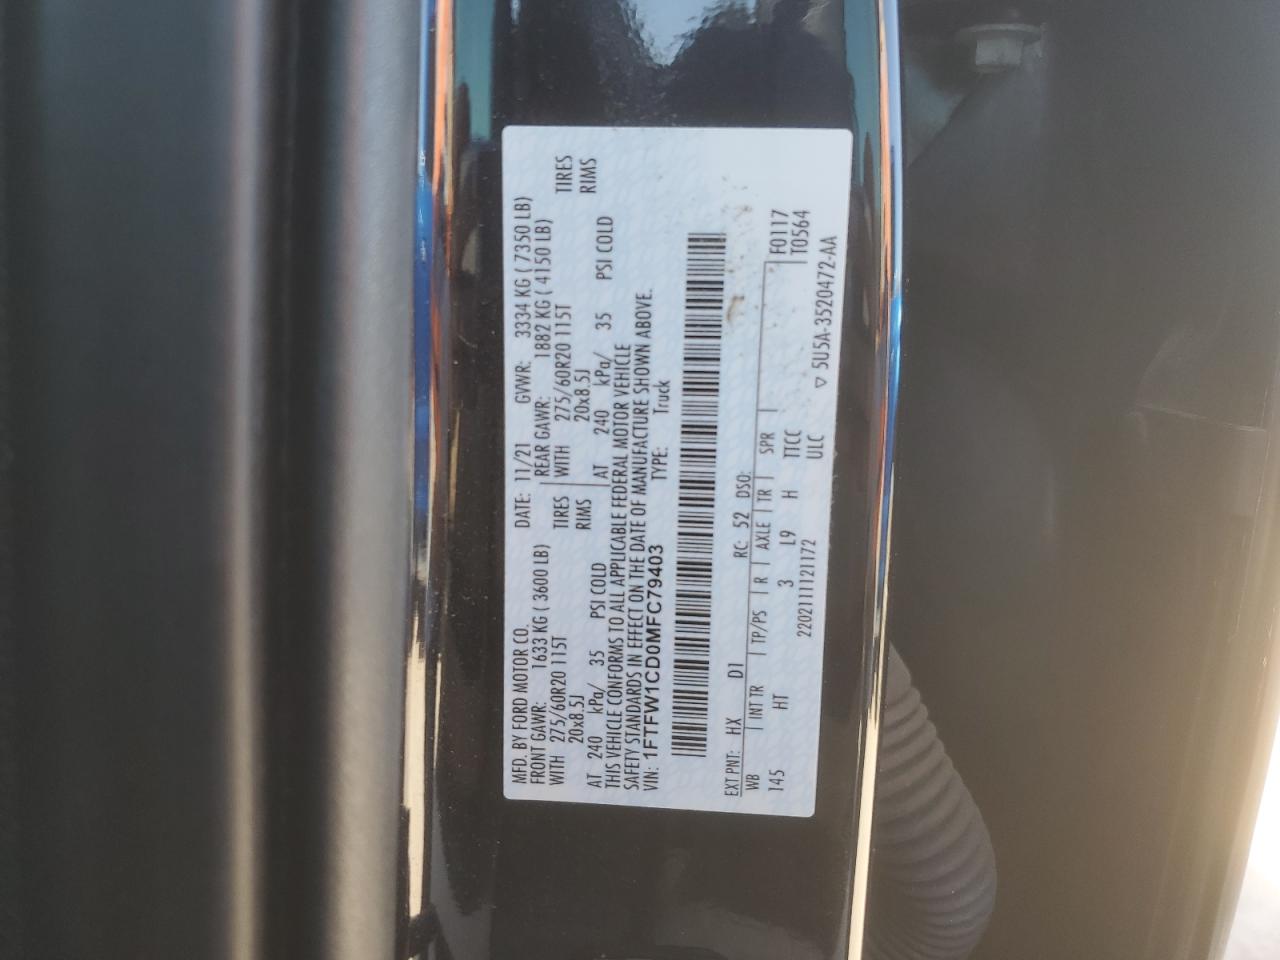 MFD. BY FORD MOTOR CO. DATE: 11/21 GVWR: 3334 KG ( 7350 LB)
FRONT GAWR: 1633 KG ( 3600 LB) REAR GAWR: 1882 KG ( 4150 LB)
WITH 275/60R20 115T TIRES WITH 275/60R20 115T TIRES
20x8.5J RIMS 20x8.5J RIMS
AT 240 kPa/ 35 PSI COLD AT 240 kPa/ 35 PSI COLD
THIS VEHICLE CONFORMS TO ALL APPLICABLE FEDERAL MOTOR VEHICLE
SAFETY STANDARDS IN EFFECT ON THE DATE OF MANUFACTURE SHOWN ABOVE.
VIN: 1FTFW1CD0MFC79403 TYPE: Truck
EXT PNT: HX D1 RC: 52 DSO:
WB INT TR TP/PS R AXLE TR SPR F0117
145 HT 3 L9 H TTCC T0564
2202111121172 ULC ▽ 5U5A-3520472-AA